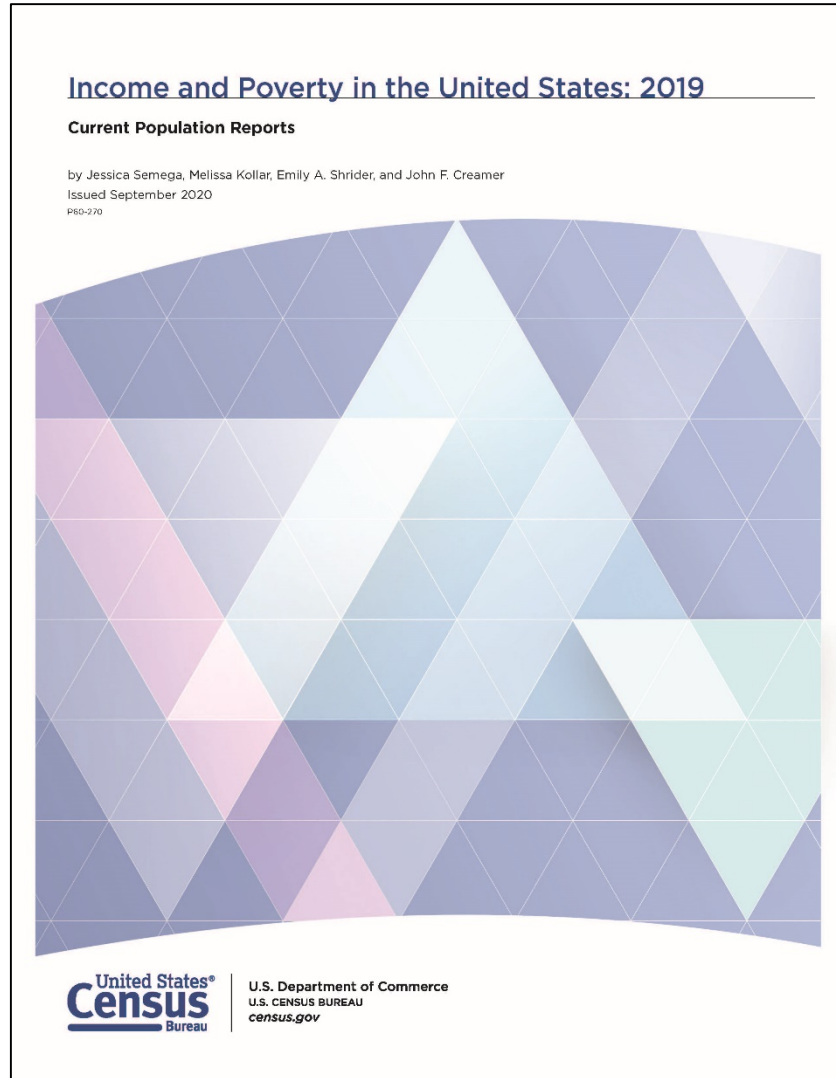 Income and Poverty in the United States: 2019
Current Population Reports
by Jessica Semega, Melissa Kollar, Emily A. Shrider, and John F. Creamer
Issued September 2020
P60-270
United States®
Census
Bureau
U.S. Department of Commerce
U.S. CENSUS BUREAU
census.gov